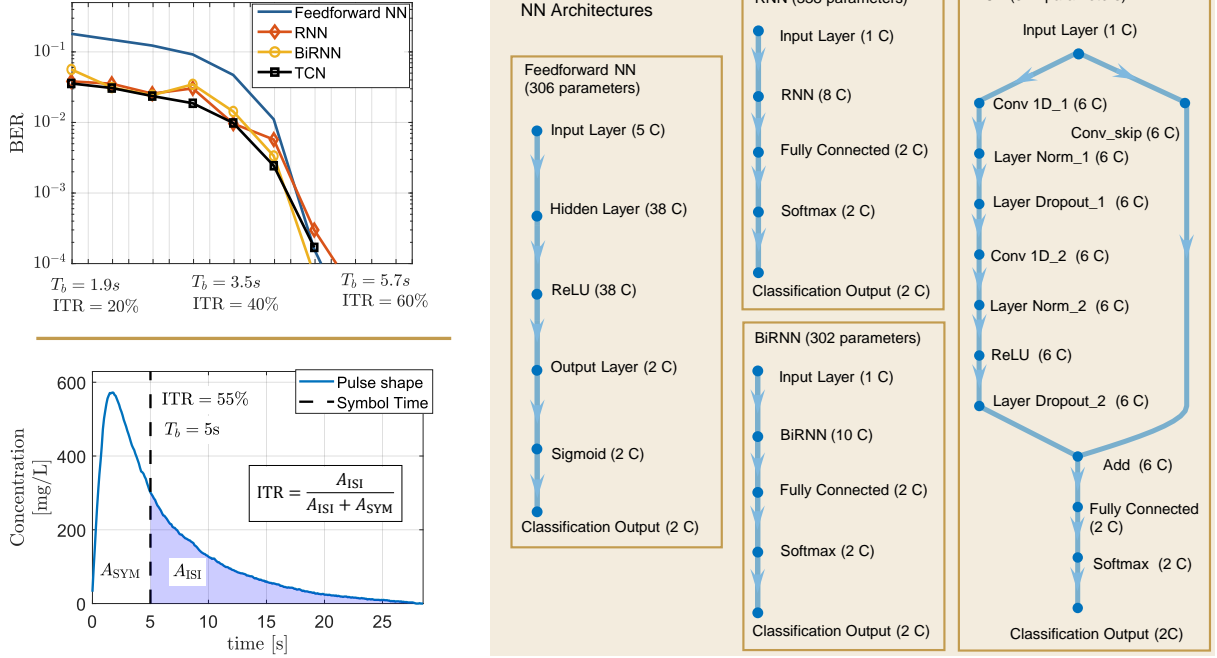 Feedforward NN
RNN
BiRNN
TCN
10⁻¹
10⁻²
10⁻³
10⁻⁴
BER
T_b = 1.9s
ITR = 20%
T_b = 3.5s
ITR = 40%
T_b = 5.7s
ITR = 60%
Pulse shape
Symbol Time
ITR = 55%
T_b = 5s
ITR = A_ISI / (A_ISI + A_SYM)
A_SYM
A_ISI
600
400
200
0
Concentration
[mg/L]
0 5 10 15 20 25
time [s]
NN Architectures
Feedforward NN
(306 parameters)
Input Layer (5 C)
Hidden Layer (38 C)
ReLU (38 C)
Output Layer (2 C)
Sigmoid (2 C)
Classification Output (2 C)
Input Layer (1 C)
RNN (8 C)
Fully Connected (2 C)
Softmax (2 C)
Classification Output (2 C)
BiRNN (302 parameters)
Input Layer (1 C)
BiRNN (10 C)
Fully Connected (2 C)
Softmax (2 C)
Classification Output (2 C)
Input Layer (1 C)
Conv 1D_1 (6 C)
Conv_skip (6 C)
Layer Norm_1 (6 C)
Layer Dropout_1 (6 C)
Conv 1D_2 (6 C)
Layer Norm_2 (6 C)
ReLU (6 C)
Layer Dropout_2 (6 C)
Add (6 C)
Fully Connected
(2 C)
Softmax (2 C)
Classification Output (2C)